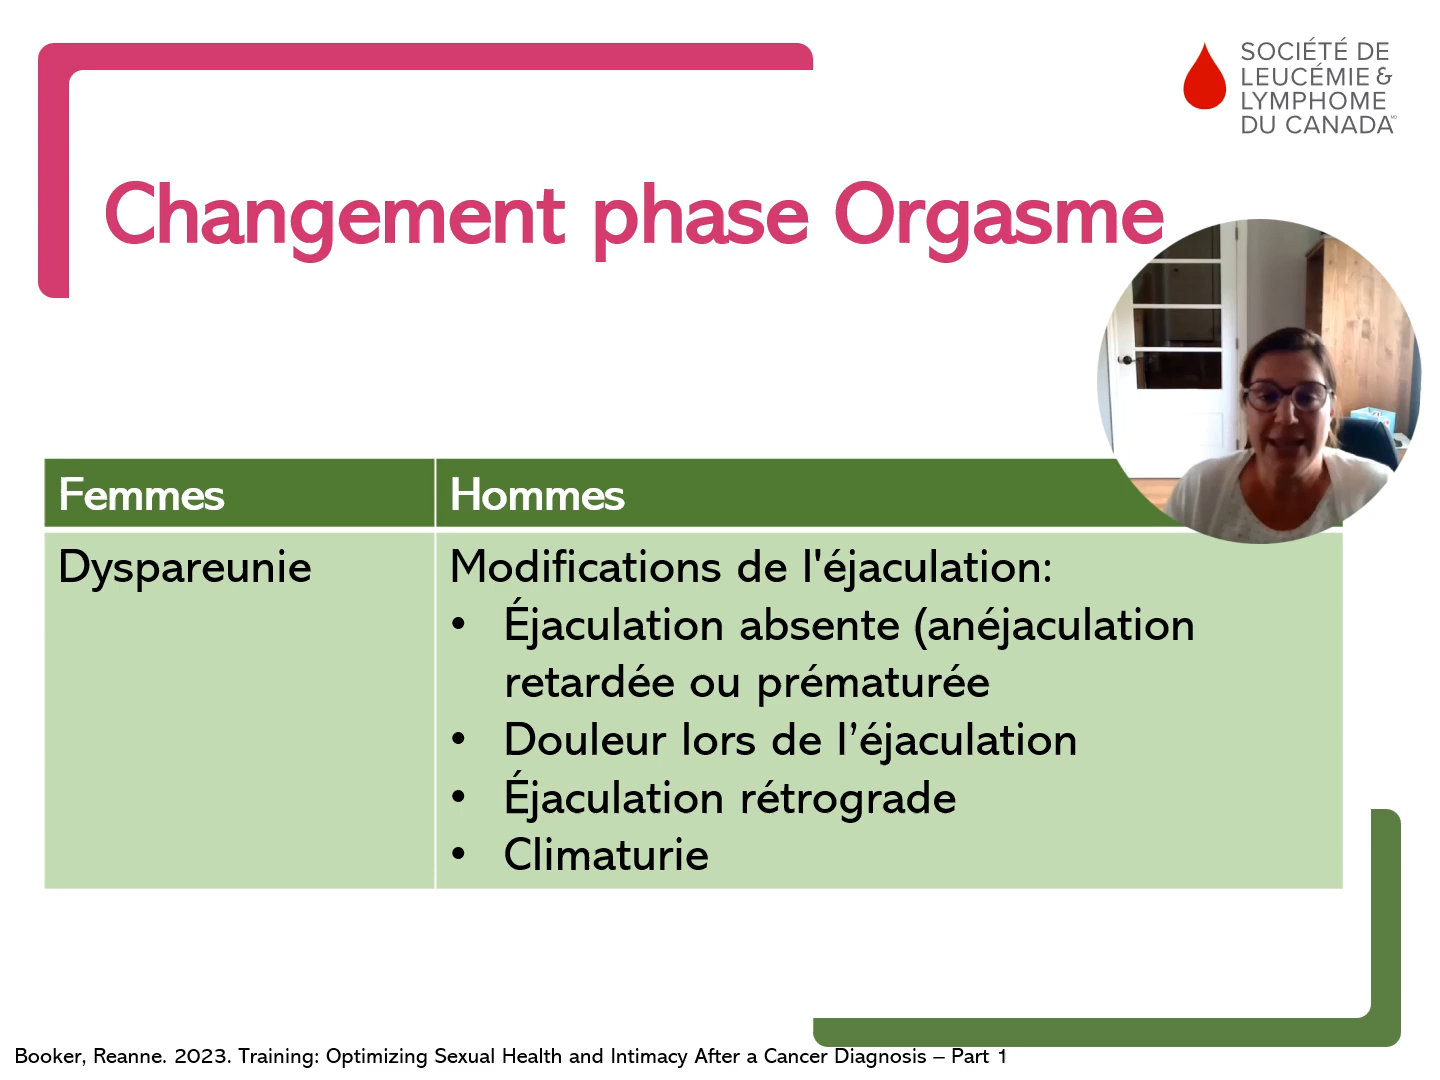 SOCIÉTÉ DE
LEUCÉMIE &
LYMPHOME
DU CANADA
Changement phase Orgasme
Femmes
Hommes
Dyspareunie
Modifications de l'éjaculation:
• Éjaculation absente (anéjaculation
retardée ou prématurée
• Douleur lors de l’éjaculation
• Éjaculation rétrograde
• Climaturie
Booker, Reanne. 2023. Training: Optimizing Sexual Health and Intimacy After a Cancer Diagnosis – Part 1